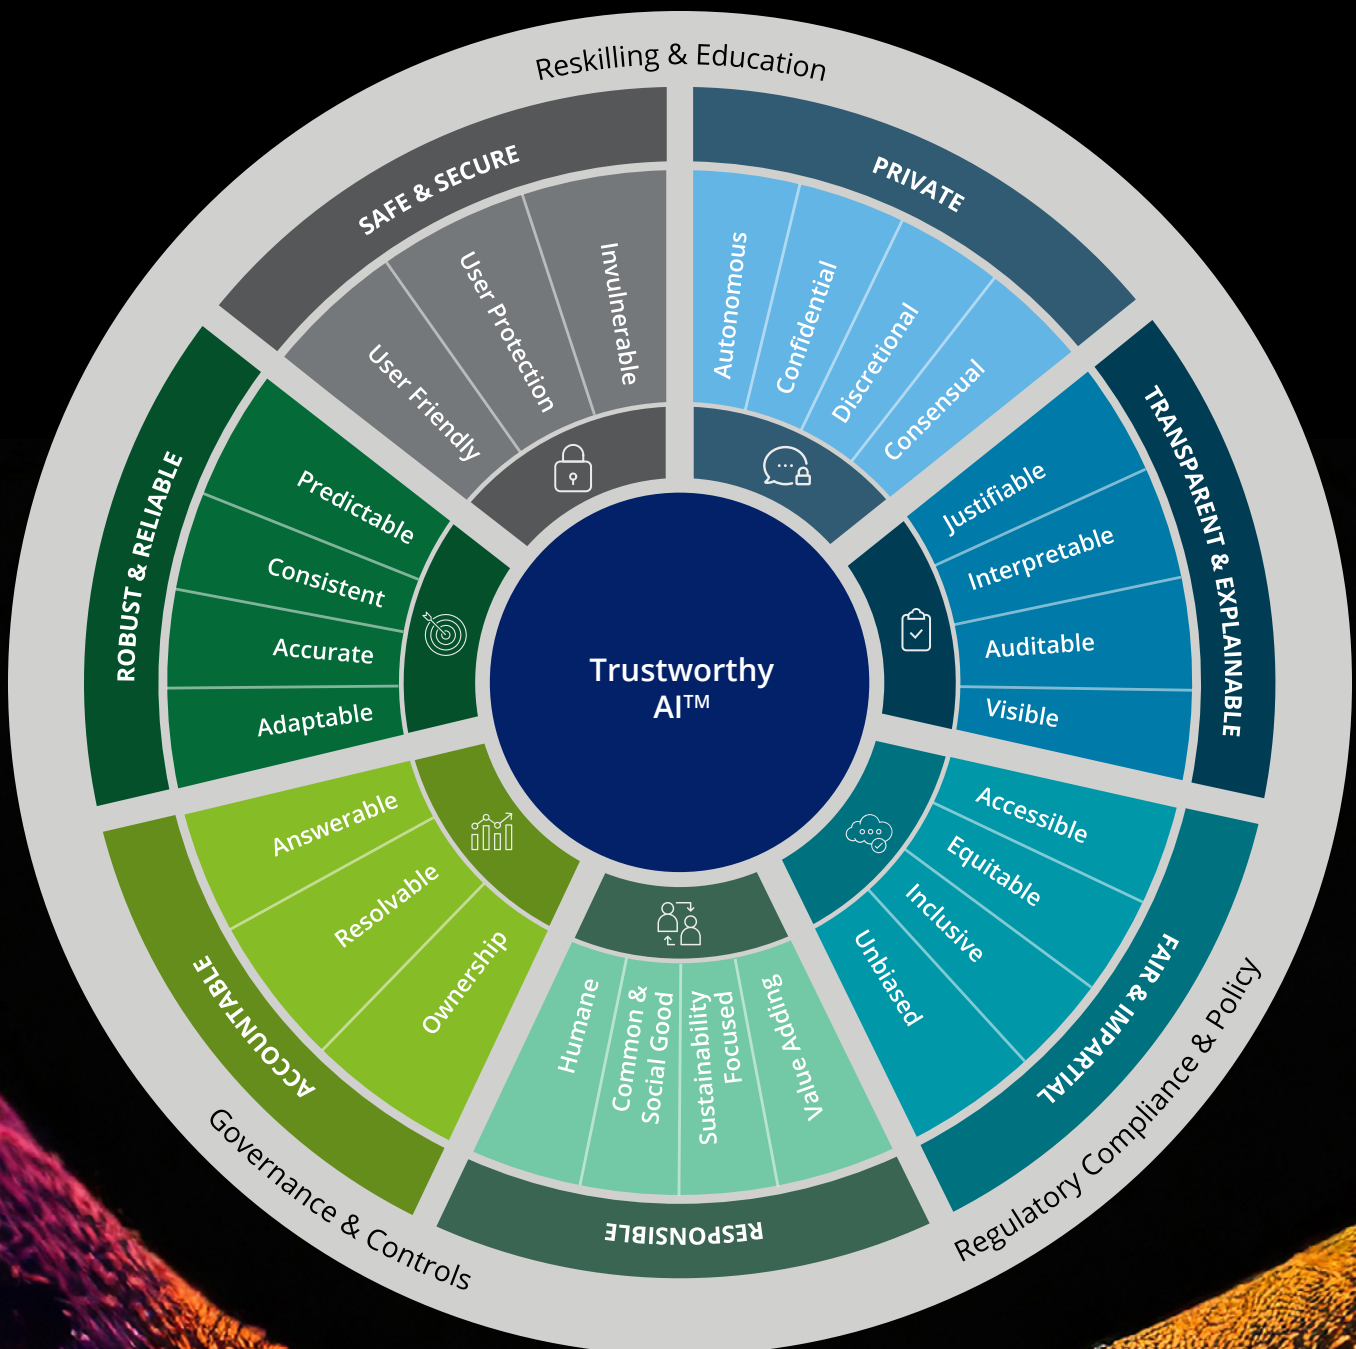 Reskilling & Education
PRIVATE
Autonomous
Confidential
Discretional
Consensual
TRANSPARENT & EXPLAINABLE
Justifiable
Interpretable
Auditable
Visible
FAIR & IMPARTIAL
Accessible
Equitable
Inclusive
Unbiased
Regulatory Compliance & Policy
RESPONSIBLE
Value Adding
Sustainability
Focused
Common &
Social Good
Humane
Governance & Controls
ACCOUNTABLE
Ownership
Resolvable
Answerable
ROBUST & RELIABLE
Adaptable
Accurate
Consistent
Predictable
SAFE & SECURE
User Friendly
User Protection
Invulnerable
Trustworthy
AI™